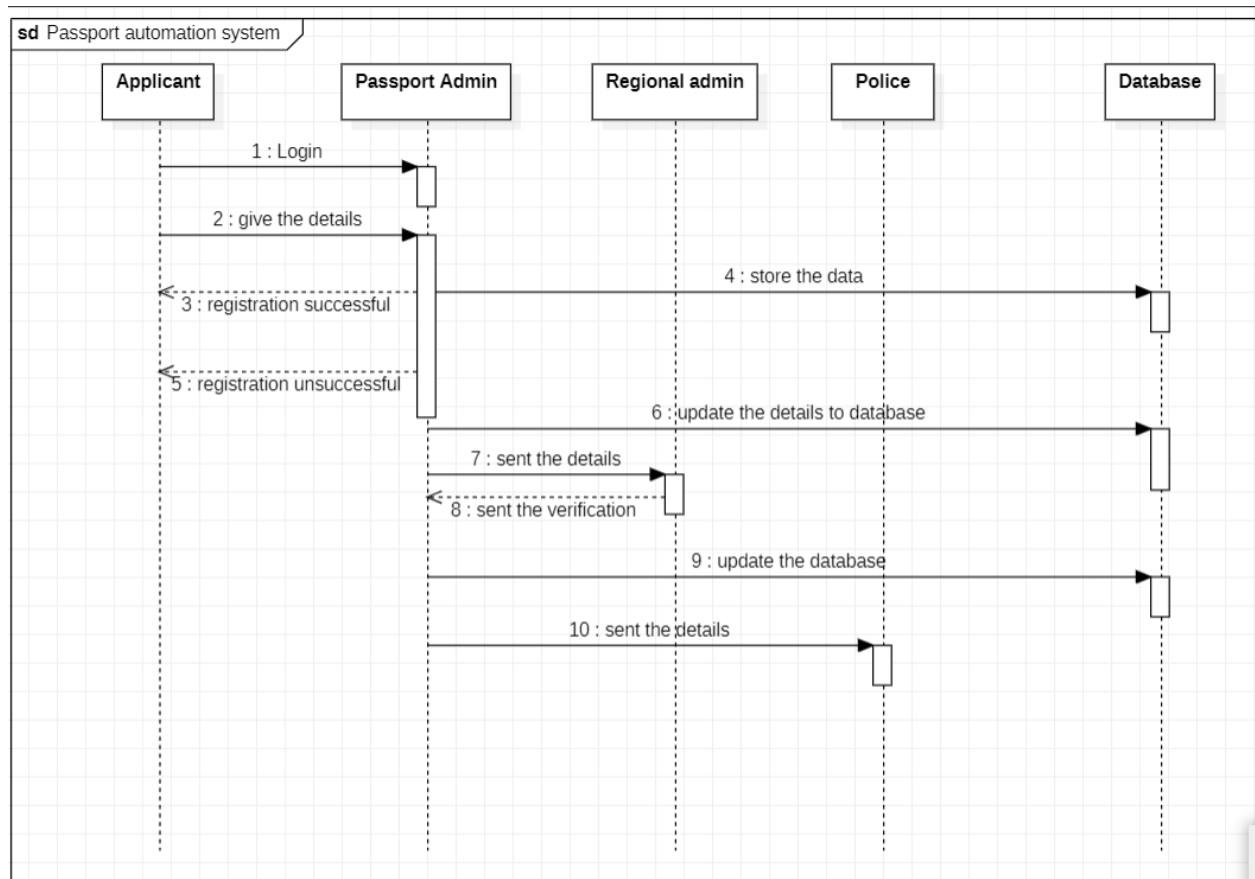 sd Passport automation system
Applicant
Passport Admin
Regional admin
Police
Database
1 : Login
2 : give the details
3 : registration successful
4 : store the data
5 : registration unsuccessful
6 : update the details to database
7 : sent the details
8 : sent the verification
9 : update the database
10 : sent the details